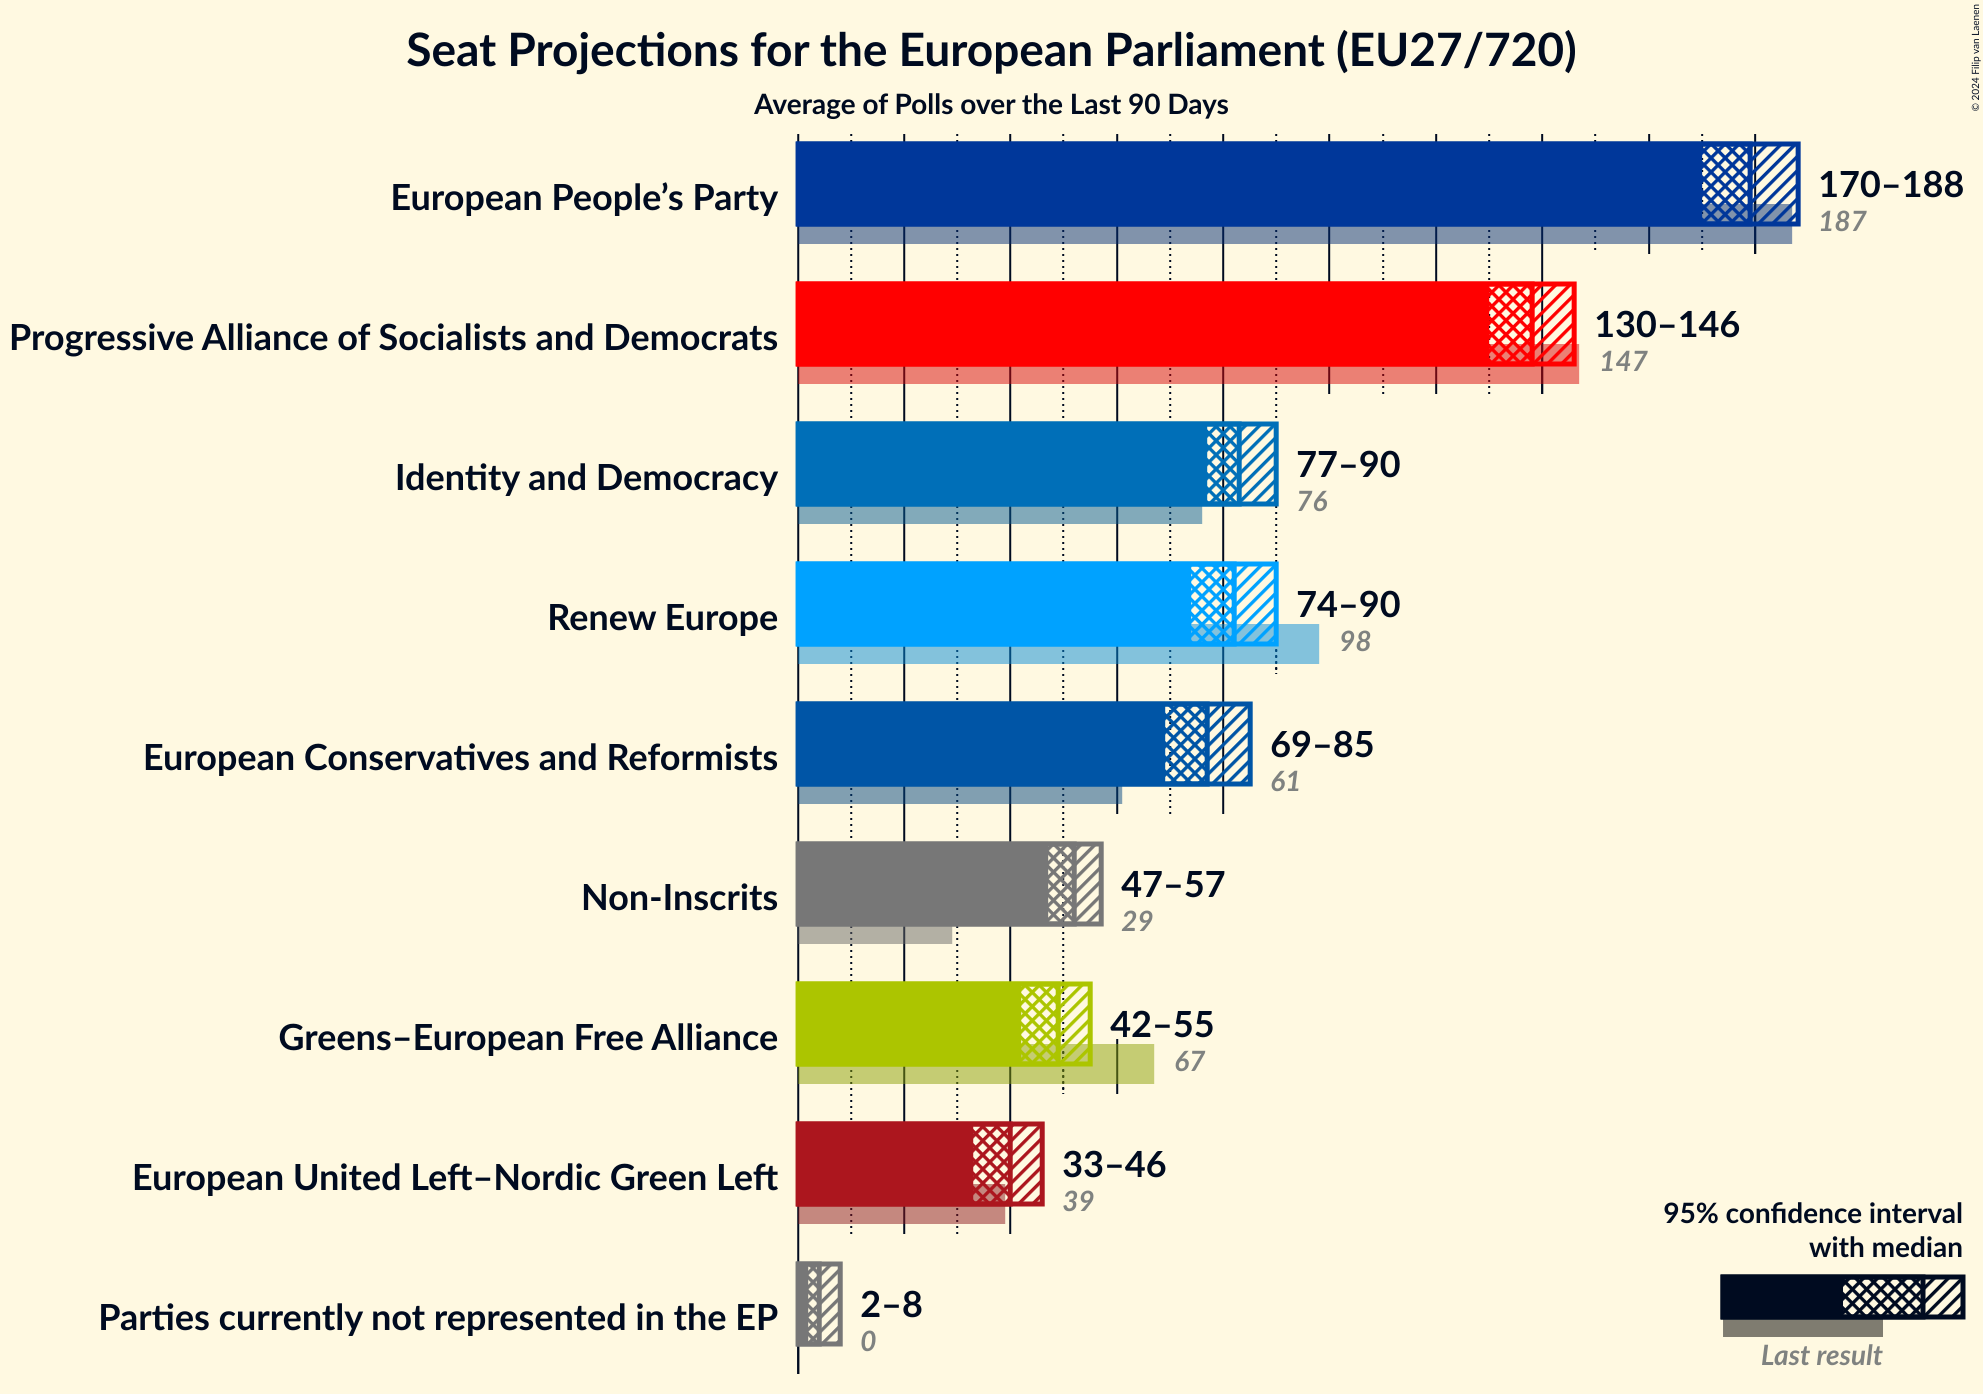 Seat Projections for the European Parliament (EU27/720)
Average of Polls over the Last 90 Days
© 2024 Filip van Laenen
European People’s Party
170–188
187
Progressive Alliance of Socialists and Democrats
130–146
147
Identity and Democracy
77–90
76
Renew Europe
74–90
98
European Conservatives and Reformists
69–85
61
Non-Inscrits
47–57
29
Greens–European Free Alliance
42–55
67
European United Left–Nordic Green Left
33–46
39
Parties currently not represented in the EP
2–8
0
95% confidence interval
with median
Last result